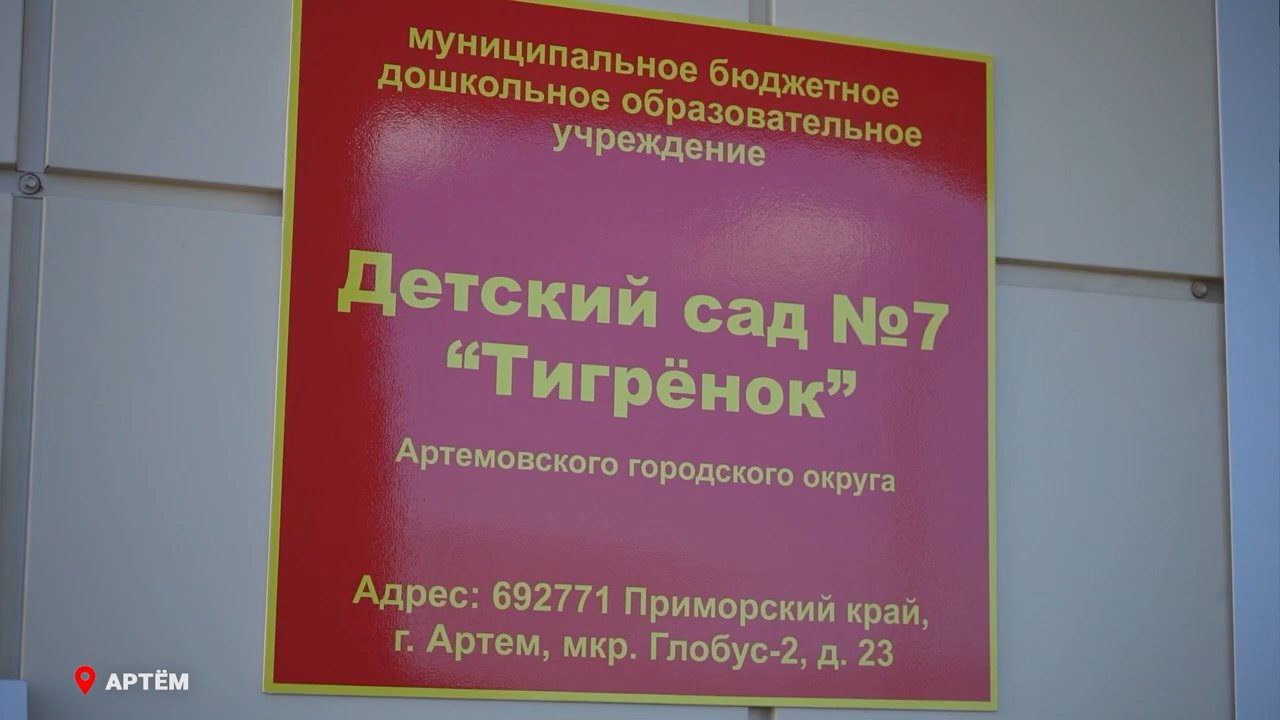 муниципальное бюджетное
дошкольное образовательное
учреждение
Детский сад №7
“Тигрёнок”
Артемовского городского округа
Адрес: 692771 Приморский край,
г. Артем, мкр. Глобус-2, д. 23
АРТЁМ